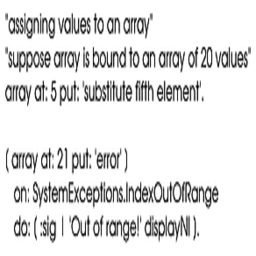 "assigning values to an array"
"suppose array is bound to an array of 20 values"
array at: 5 put: 'substitute fifth element'.
( array at: 21 put: 'error' )
on: SystemExceptions.IndexOutOfRange
do: ( :sig | 'Out of range!' displayNl ).